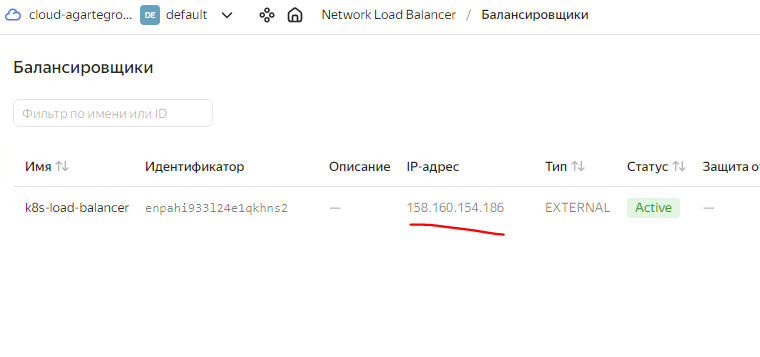 cloud-agartegro... DE default Network Load Balancer / Балансировщики
Балансировщики
Фильтр по имени или ID
Имя Идентификатор Описание IP-адрес Тип Статус Защита от
k8s-load-balancer enpahi933l24e1qkhns2 — 158.160.154.186 EXTERNAL Active —